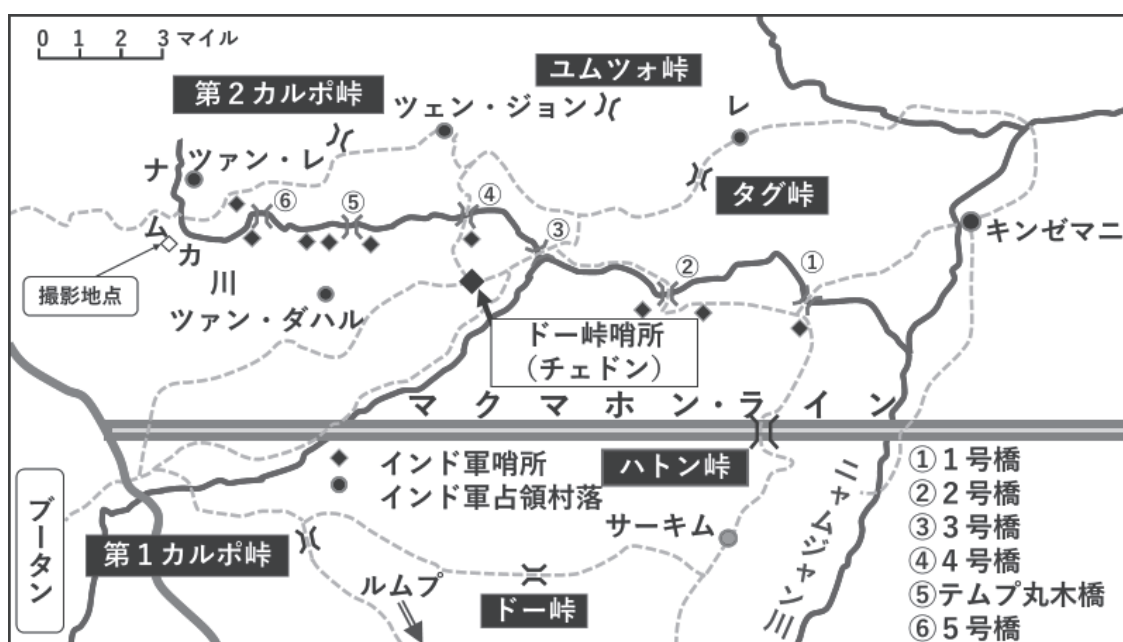 0 1 2 3 マイル
ユムツォ峠
第2カルポ峠
ツェン・ジョン
レ
ナ
ツァン・レ
タグ峠
⑥
⑤
④
③
キンゼマニ
ム
カ
川
②
①
撮影地点
ツァン・ダハル
ドー峠哨所
(チェドン)
マクマホン・ライン
◆ インド軍哨所
● インド軍占領村落
ハトン峠
ブータン
第1カルポ峠
サーキム
ニャムジャン川
ルムプ
ドー峠
①1号橋
②2号橋
③3号橋
④4号橋
⑤テムプ丸木橋
⑥5号橋